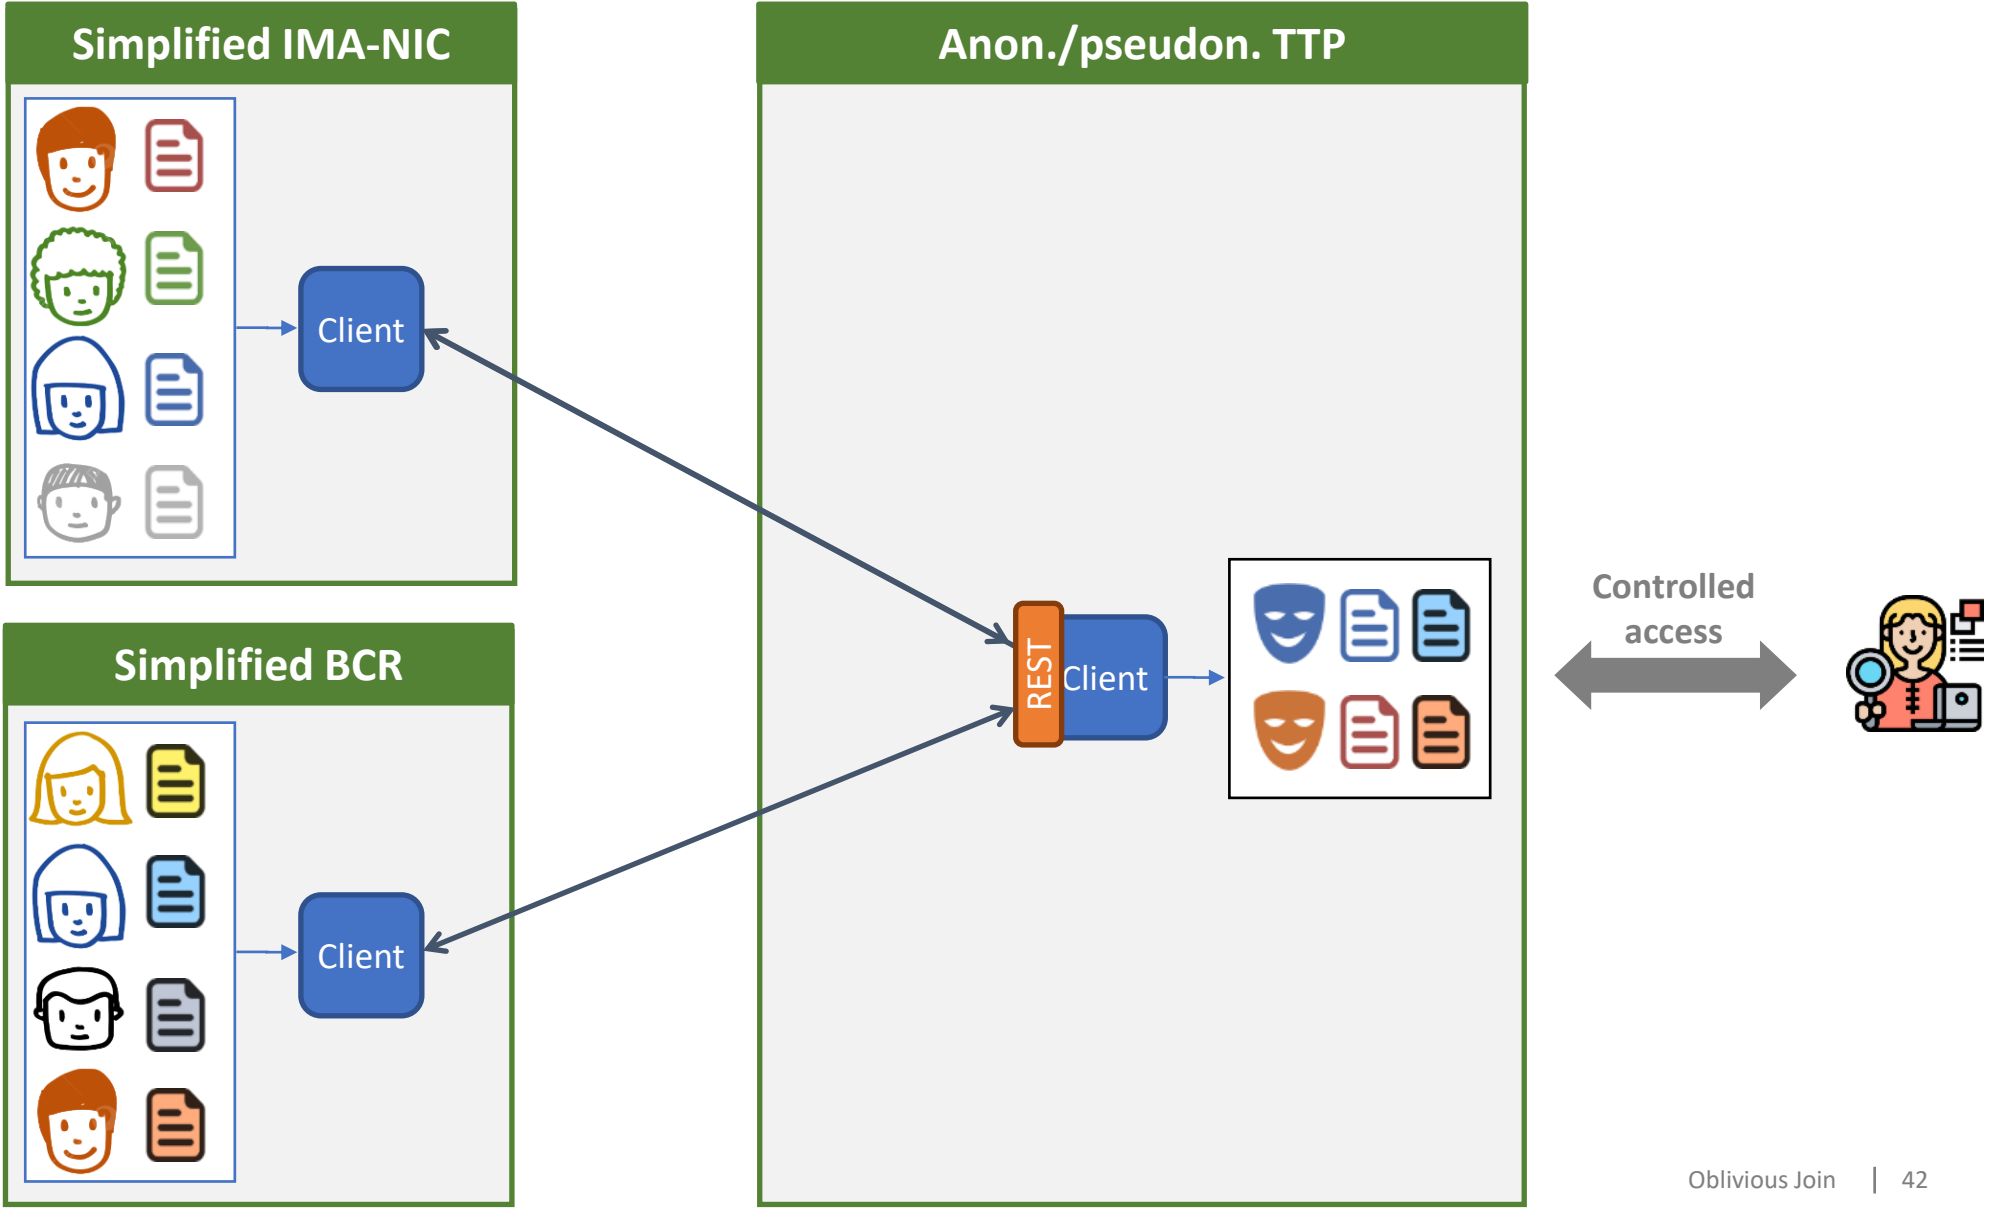 Simplified IMA-NIC
Anon./pseudon. TTP
Client
Controlled
access
Simplified BCR
REST
Client
Client
Oblivious Join | 42